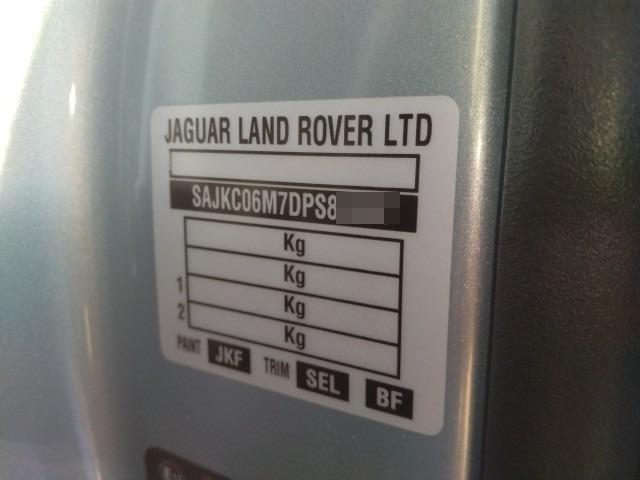 JAGUAR LAND ROVER LTD
SAJKC06M7DPS8
Kg
Kg
1 Kg
2 Kg
PAINT JKF TRIM SEL BF